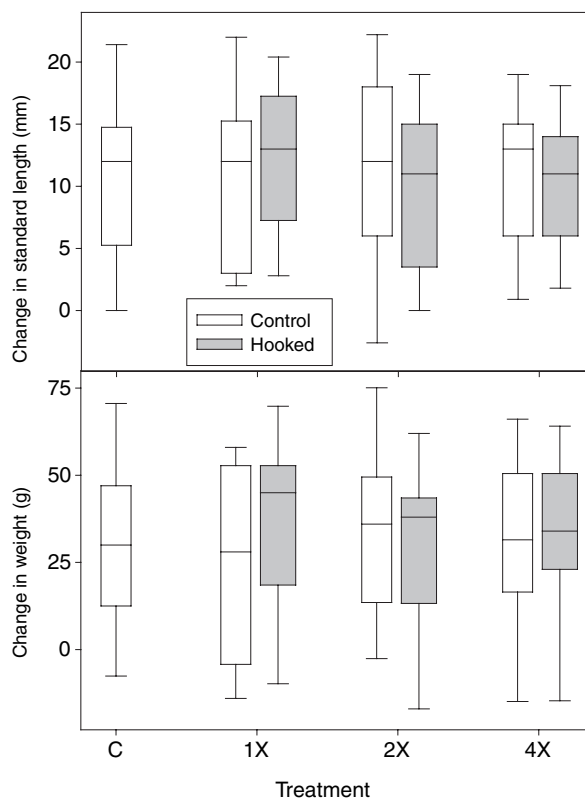 Change in standard length (mm)
20
15
10
5
0
Control
Hooked
Change in weight (g)
75
50
25
0
C 1X 2X 4X
Treatment